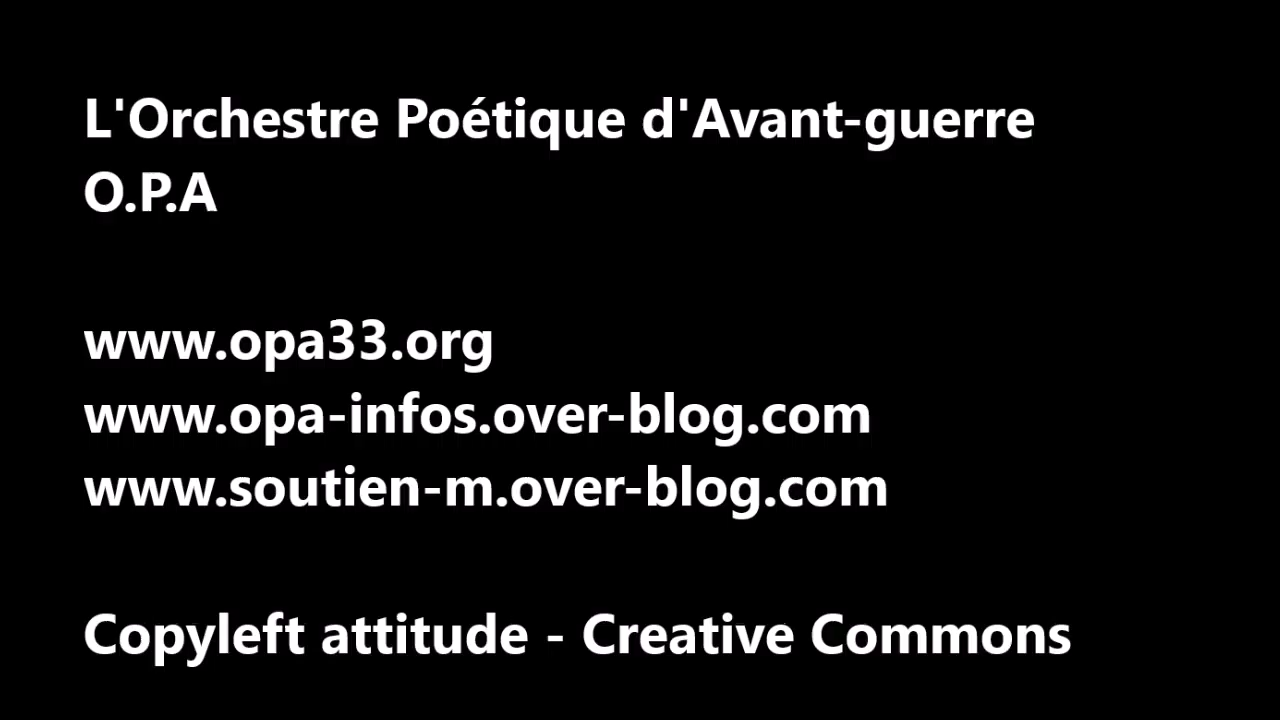 L'Orchestre Poétique d'Avant-guerre
O.P.A
www.opa33.org
www.opa-infos.over-blog.com
www.soutien-m.over-blog.com
Copyleft attitude - Creative Commons